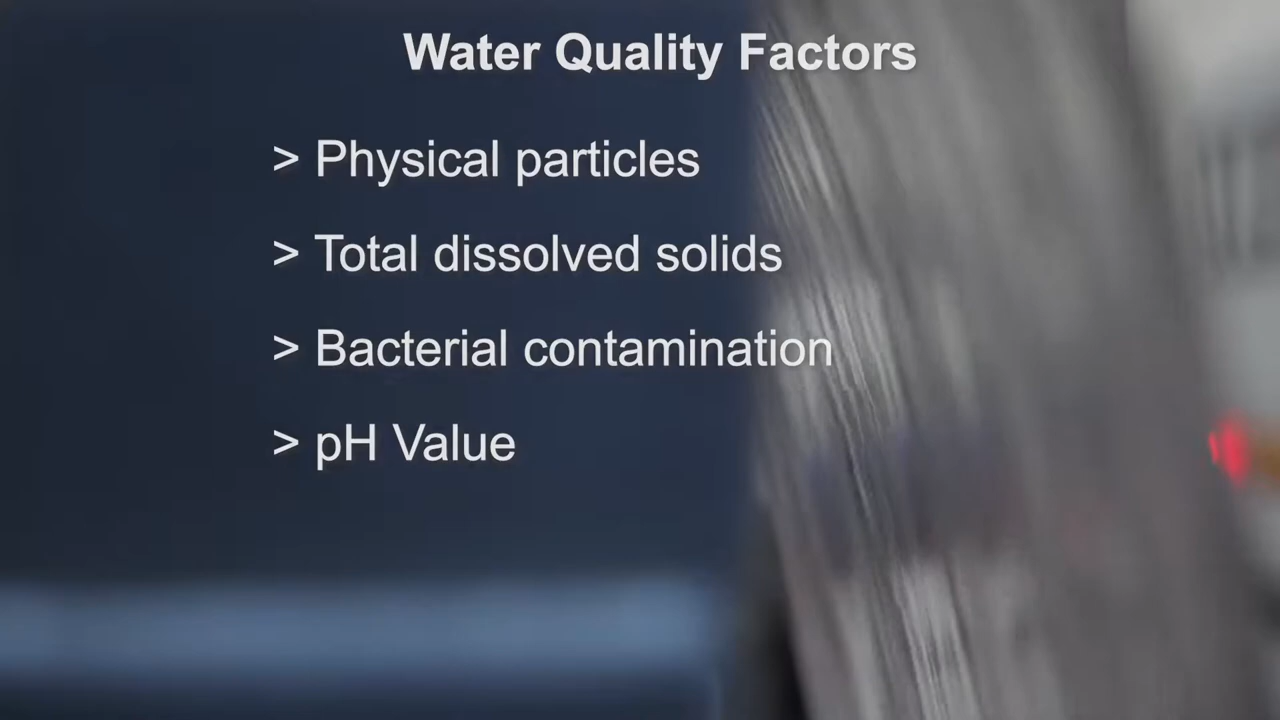 Water Quality Factors
> Physical particles
> Total dissolved solids
> Bacterial contamination
> pH Value